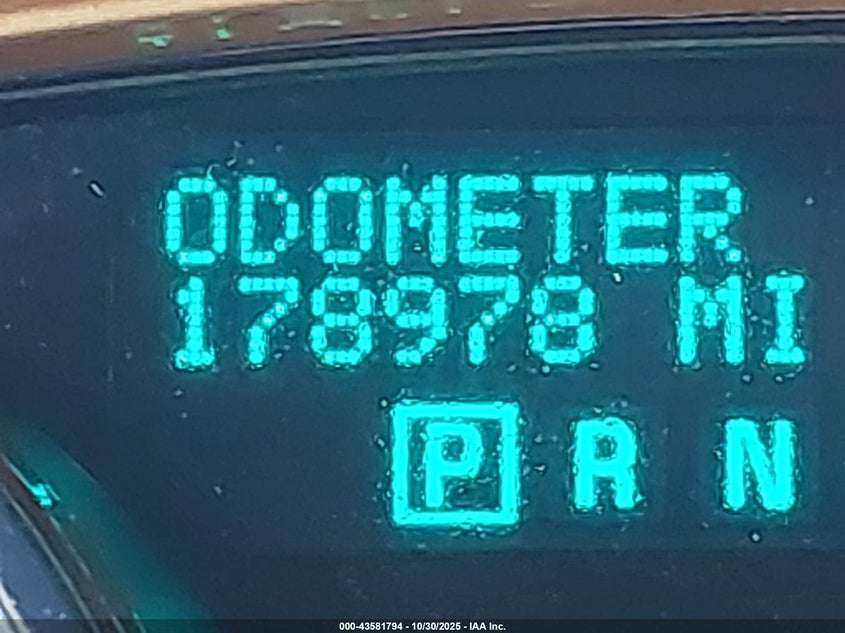 ODOMETER
178978 MI
P R N
000-43581794 - 10/30/2025 - IAA Inc.